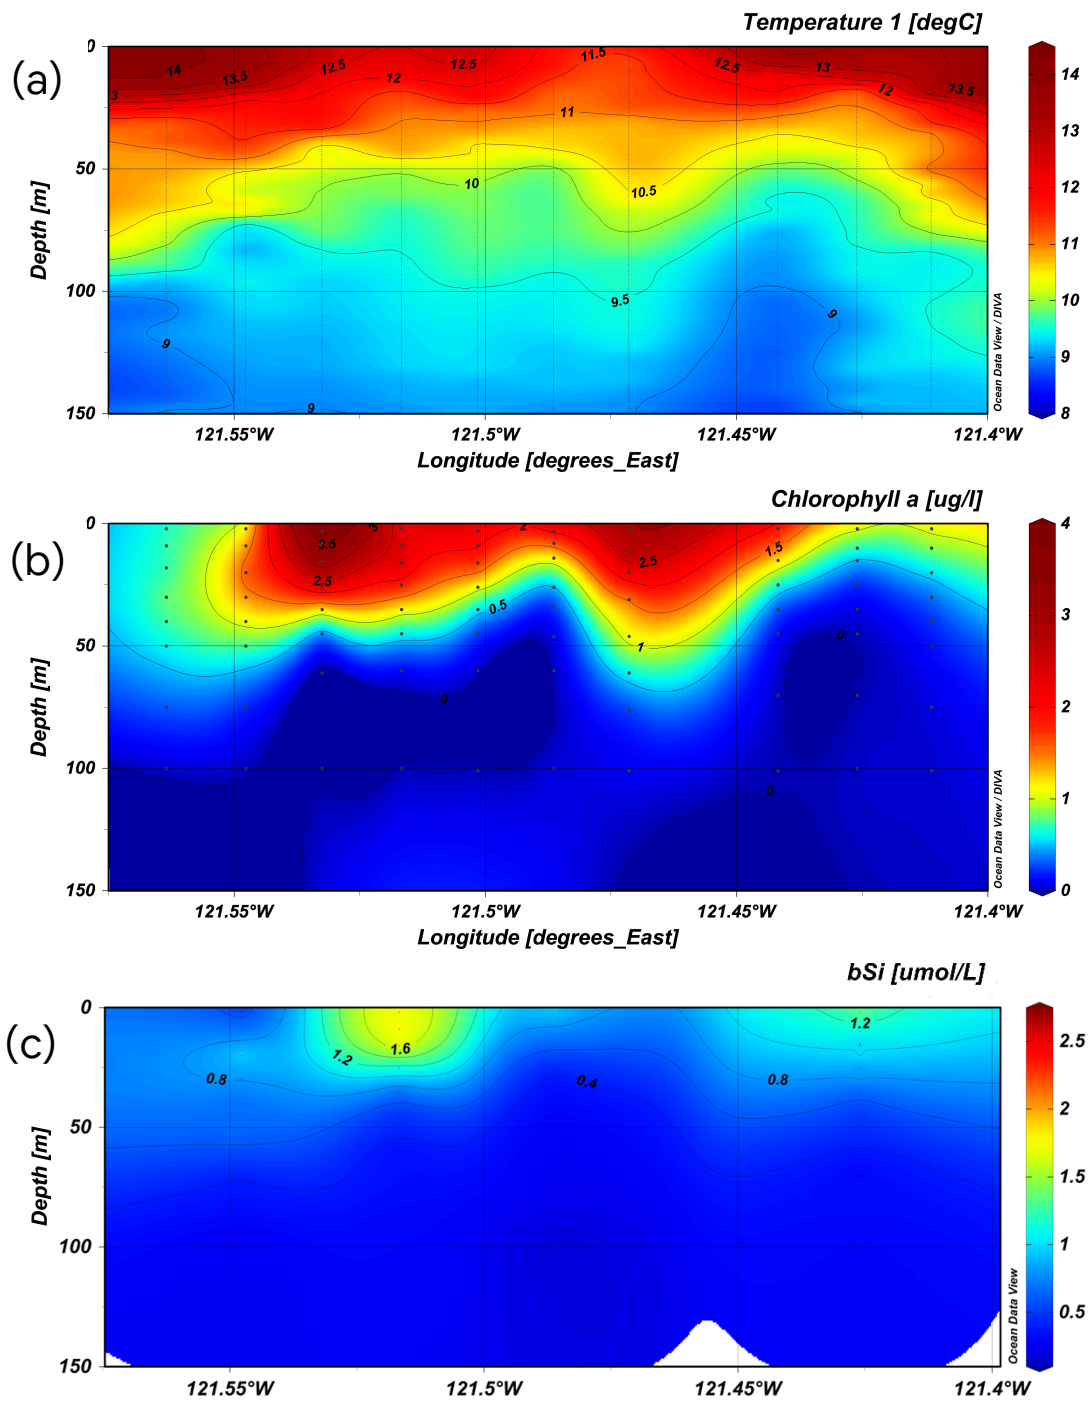 Temperature 1 [degC]
(a)
0
50
100
150
Depth [m]
14
13.5
12.5
12
12.5
11.5
12.5
13
12
13.5
3
11
10
10.5
9.5
9
9
9
14
13
12
11
10
9
8
Ocean Data View / DIVA
121.55°W
121.5°W
121.45°W
121.4°W
Longitude [degrees_East]
Chlorophyll a [ug/l]
(b)
0
50
100
150
Depth [m]
3.5
3
2.5
2
2.5
1.5
0.5
1
0
0
0
4
3
2
1
0
Ocean Data View / DIVA
121.55°W
121.5°W
121.45°W
121.4°W
Longitude [degrees_East]
bSi [umol/L]
(c)
0
50
100
150
Depth [m]
1.6
1.2
1.2
0.8
0.4
0.8
2.5
2
1.5
1
0.5
Ocean Data View
121.55°W
121.5°W
121.45°W
121.4°W